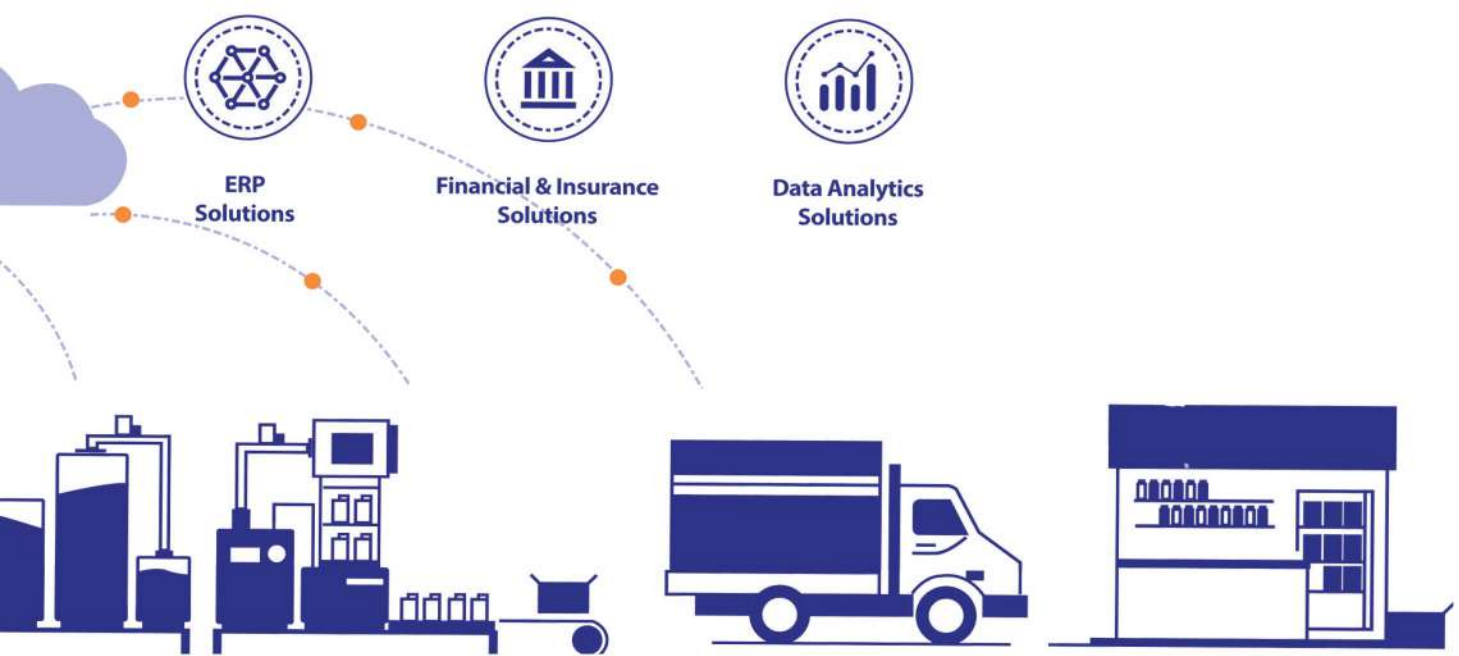 ERP
Solutions
Financial & Insurance
Solutions
Data Analytics
Solutions